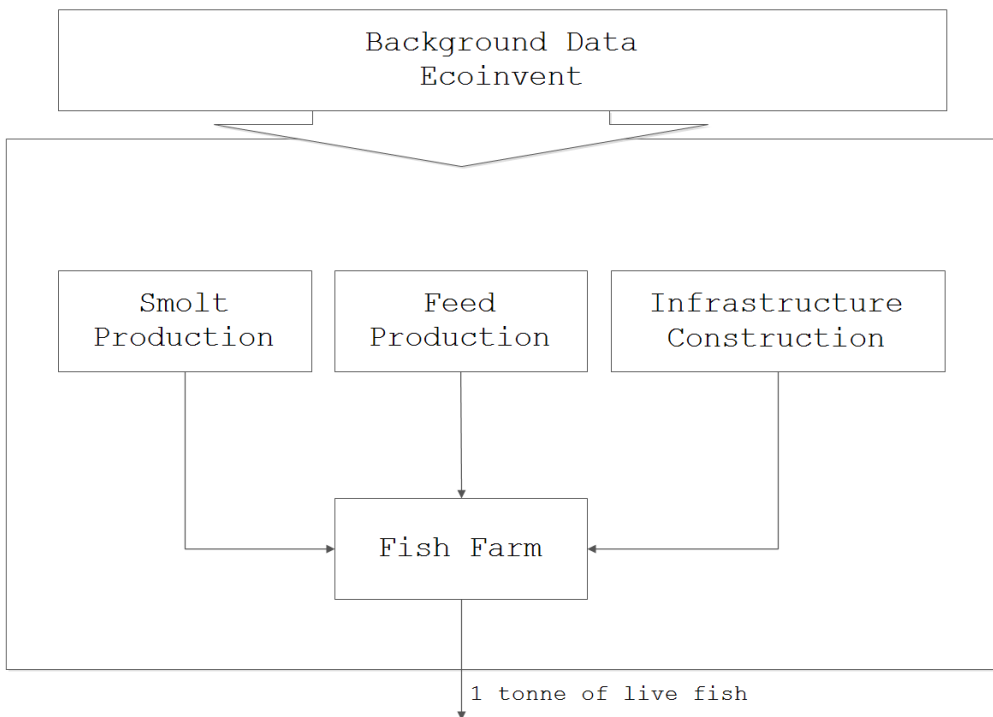 Background Data
Ecoinvent
Smolt
Production
Feed
Production
Infrastructure
Construction
Fish Farm
1 tonne of live fish